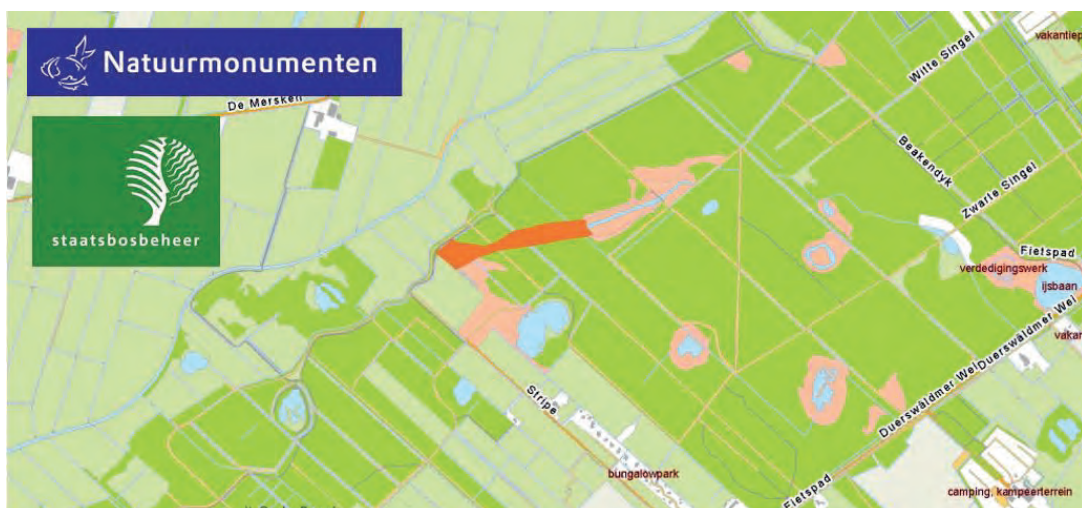 Natuurmonumenten
De Mersken
staatsbosbeheer
Witte Singel
Beakendyk
Zwarte Singel
Fietspad
verdedigingswerk
ijsbaan
Duerswâldmer Wei
Duerswâldmer Wei
Stripe
bungalowpark
Fietspad
camping, kampeerterrein